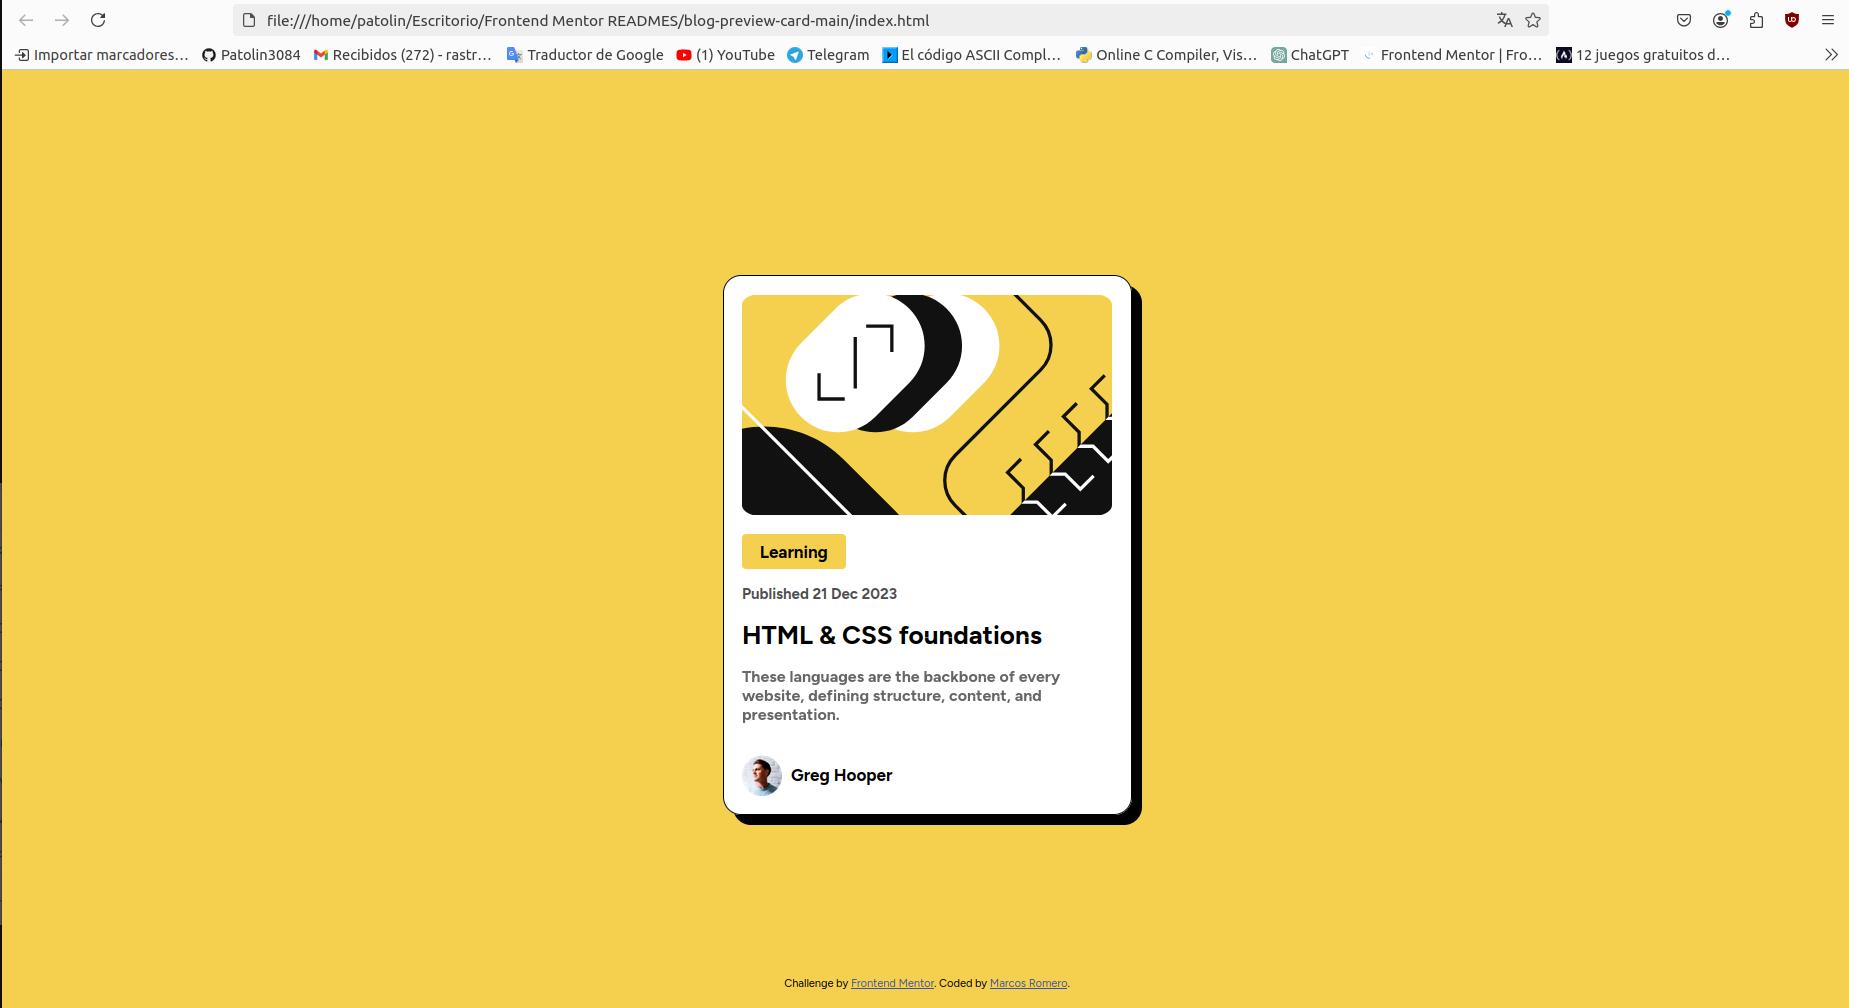 file:///home/patolin/Escritorio/Frontend Mentor READMES/blog-preview-card-main/index.html
Importar marcadores… Patolin3084 Recibidos (272) - rastr… Traductor de Google (1) YouTube Telegram El código ASCII Compl… Online C Compiler, Vis… ChatGPT Frontend Mentor | Fro… 12 juegos gratuitos d…
Learning
Published 21 Dec 2023
HTML & CSS foundations
These languages are the backbone of every
website, defining structure, content, and
presentation.
Greg Hooper
Challenge by Frontend Mentor. Coded by Marcos Romero.